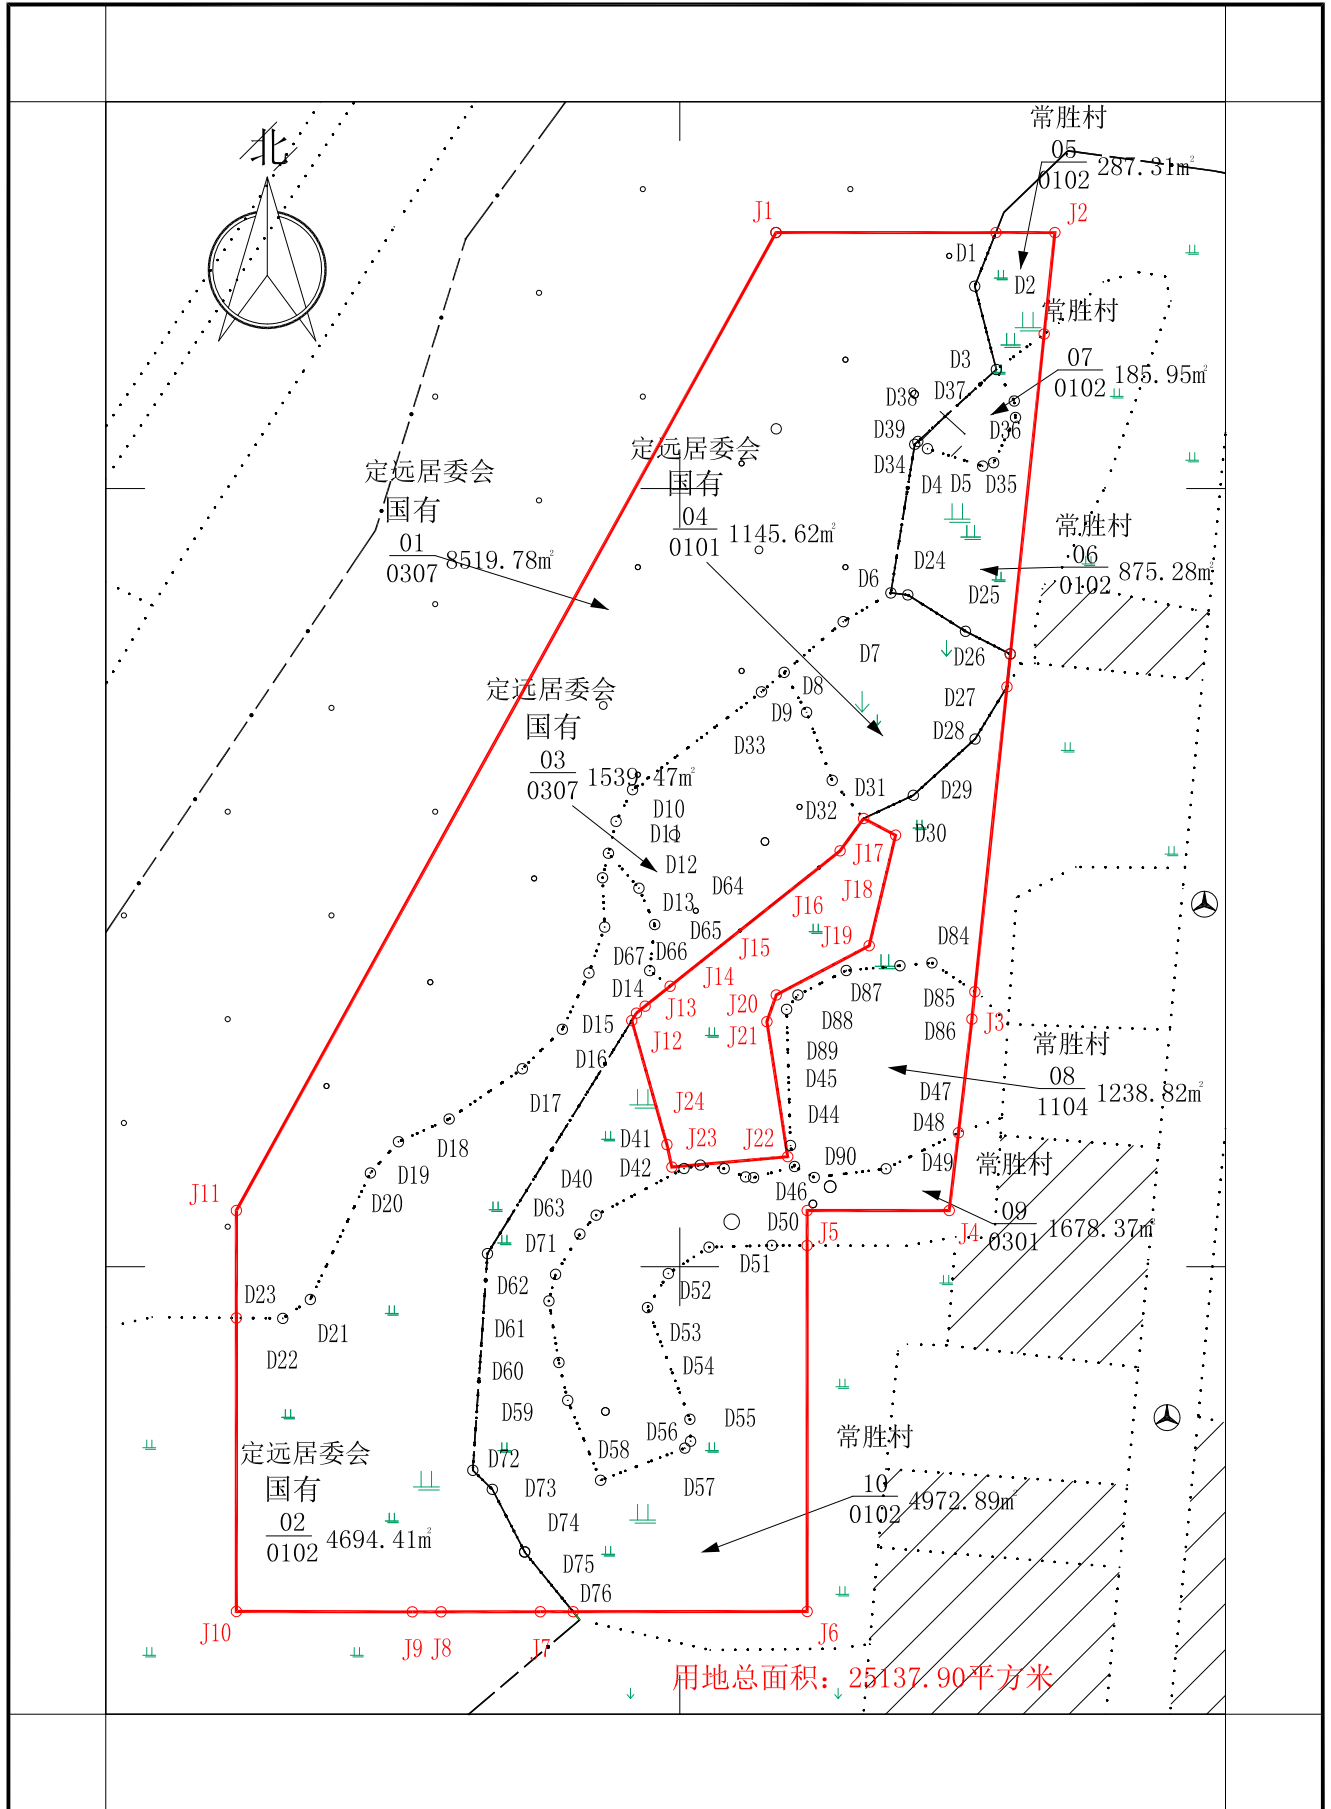 常胜村
05
0102
287.31㎡
北
J1
J2
D1
D2
常胜村
D3
07
0102
185.95㎡
D37
D38
D39
D36
D34
D4
D5
D35
定远居委会
国有
01
0307
8519.78㎡
定远居委会
国有
04
0101
1145.62㎡
常胜村
06
0102
875.28㎡
D24
D6
D25
D26
D7
D8
D27
D9
D28
D33
定远居委会
国有
03
0307
1539.47㎡
D31
D29
D32
D10
D11
D30
J17
D12
D64
J18
D13
J16
D65
J19
D66
J15
D84
D67
J14
D14
D87
D85
J13
J20
D86
J3
D15
J12
J21
D88
常胜村
08
1104
1238.82㎡
D16
D89
D45
D17
D47
J24
D44
D48
D18
D41
J23
J22
D42
D90
D49
常胜村
D19
D20
D40
D46
J11
D63
D50
J5
J4
09
0301
1678.37㎡
D71
D51
D62
D52
D23
D21
D61
D53
D22
D60
D54
D59
D55
D56
常胜村
D58
D57
定远居委会
国有
02
0102
4694.41㎡
D72
D73
10
0102
4972.89㎡
D74
D75
D76
J10
J9
J8
J7
J6
用地总面积：25137.90平方米